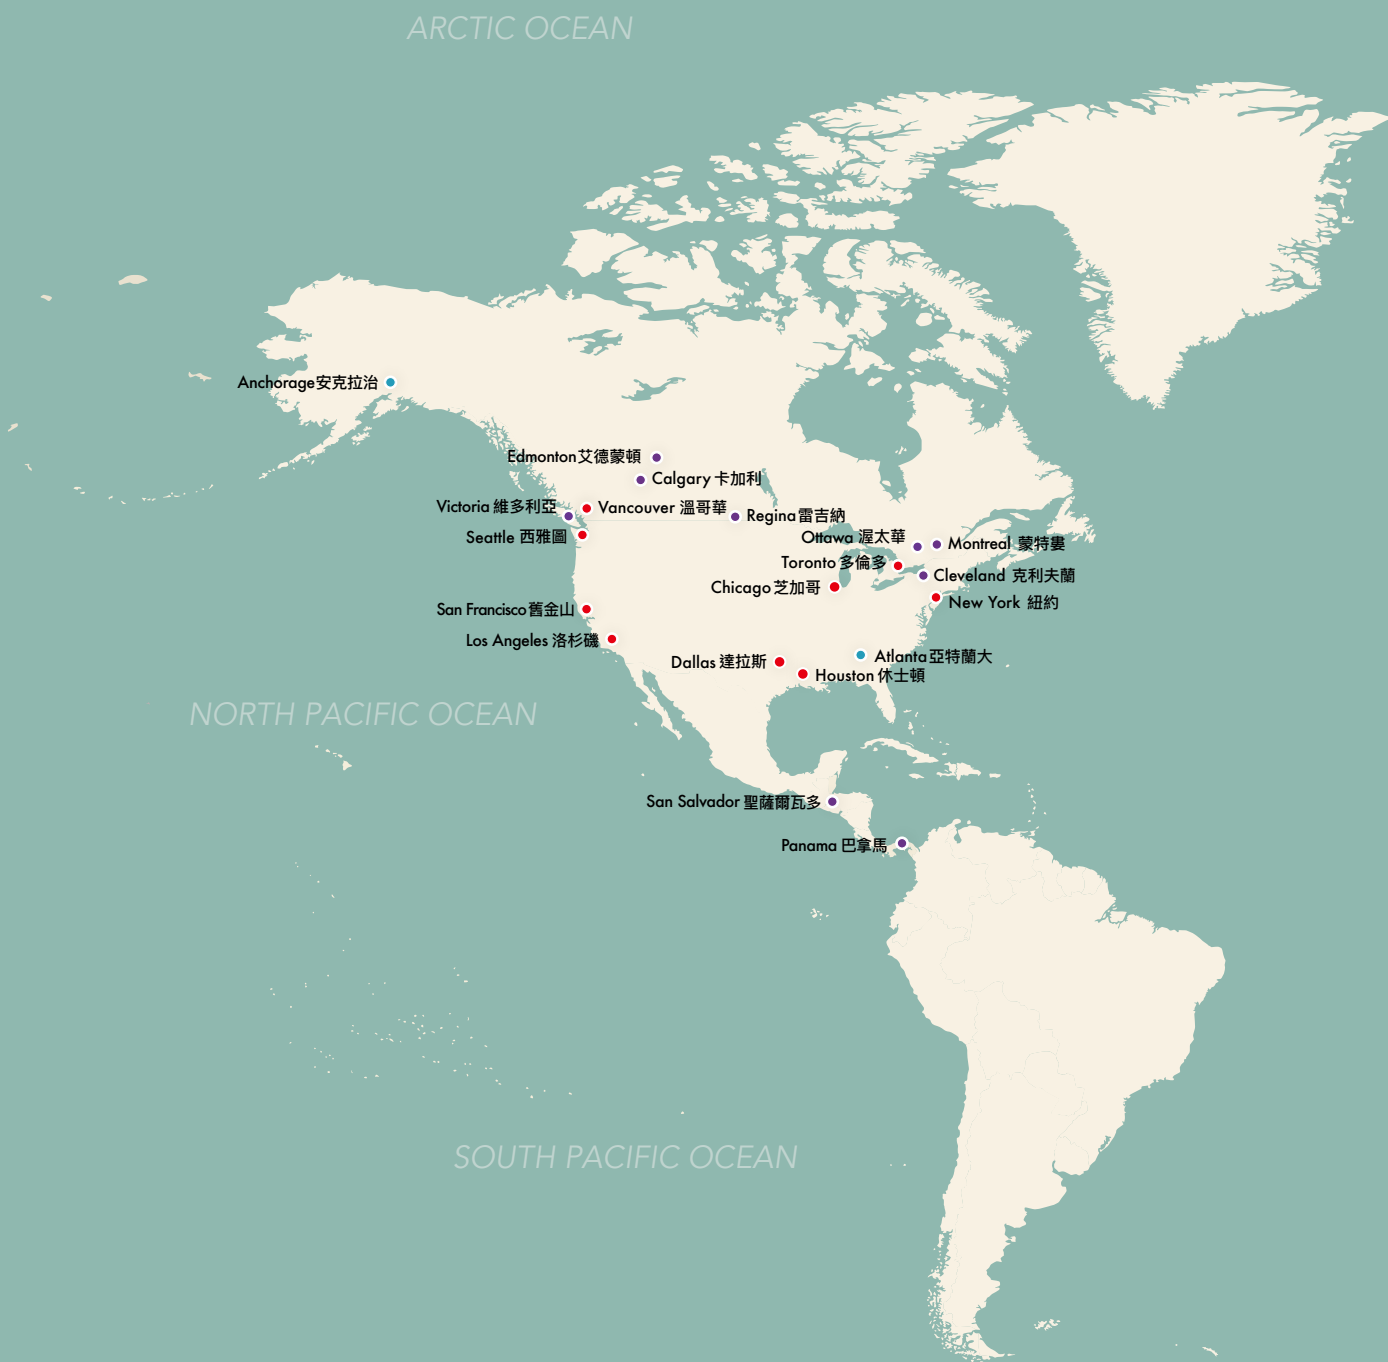 ARCTIC OCEAN
Anchorage安克拉治
Edmonton艾德蒙頓
Calgary 卡加利
Victoria 維多利亞
Vancouver 溫哥華
Regina雷吉納
Seattle 西雅圖
Ottawa 渥太華
Montreal 蒙特婁
Toronto 多倫多
Cleveland 克利夫蘭
Chicago芝加哥
New York 紐約
San Francisco舊金山
Los Angeles 洛杉磯
Dallas 達拉斯
Atlanta亞特蘭大
Houston 休士頓
NORTH PACIFIC OCEAN
San Salvador 聖薩爾瓦多
Panama 巴拿馬
SOUTH PACIFIC OCEAN